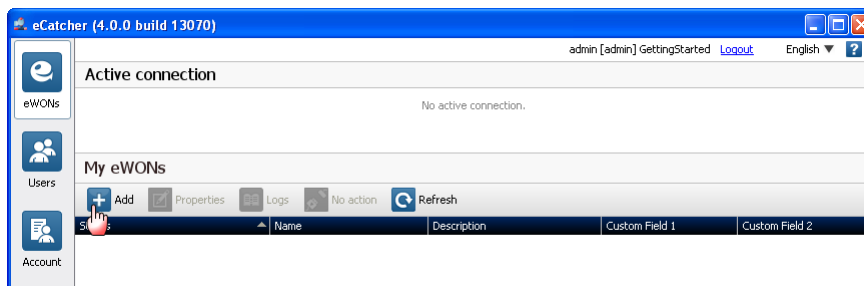 eCatcher (4.0.0 build 13070)
admin [admin] GettingStarted Logout English ▼ ?
Active connection
eWONs
No active connection.
My eWONs
Users
Add Properties Logs No action Refresh
Name Description Custom Field 1 Custom Field 2
Account